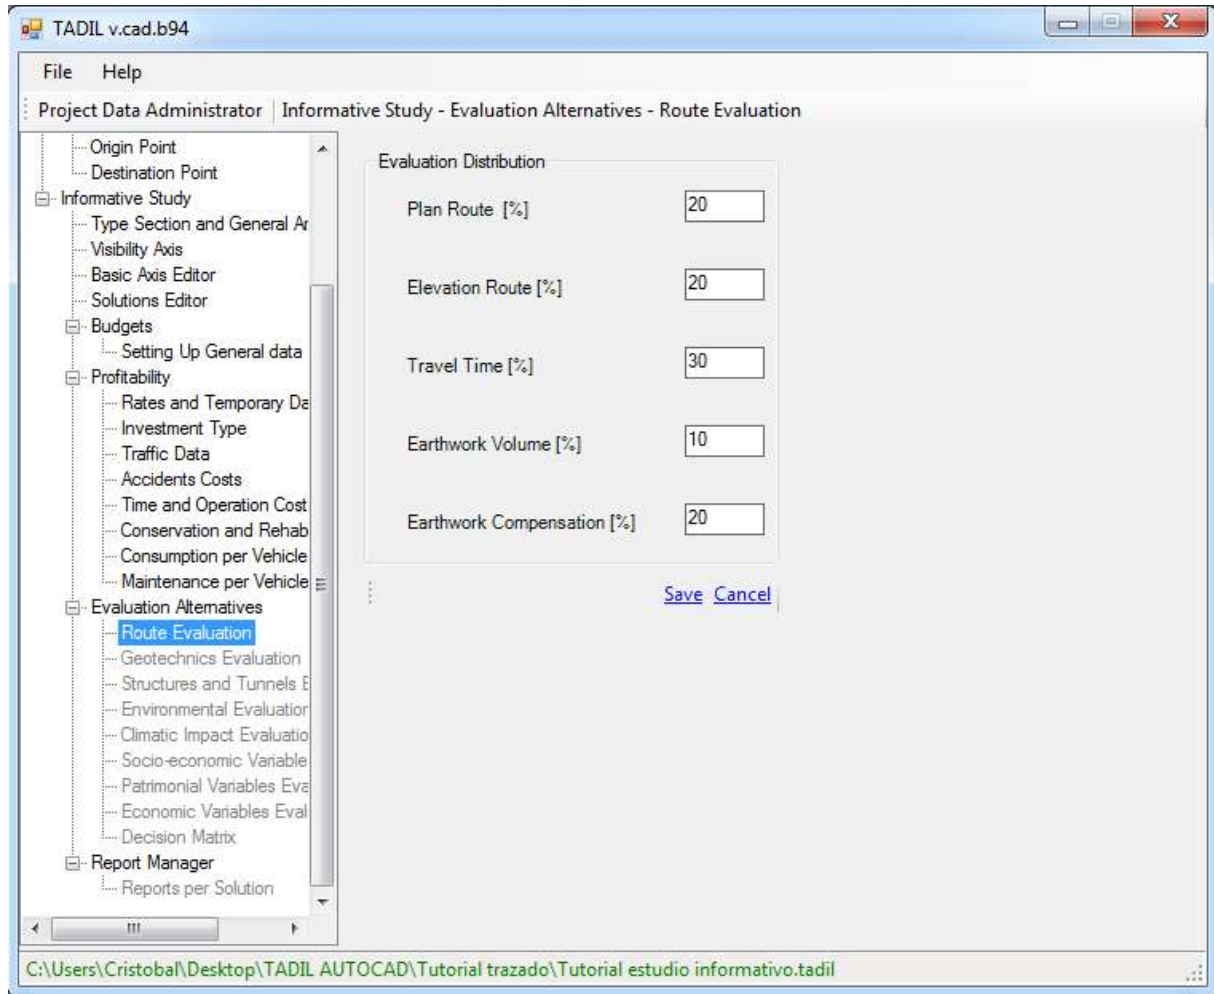 TADIL v.cad.b94
File Help
Project Data Administrator Informative Study - Evaluation Alternatives - Route Evaluation
Origin Point
Destination Point
Informative Study
Type Section and General Ar
Visibility Axis
Basic Axis Editor
Solutions Editor
Budgets
Setting Up General data
Profitability
Rates and Temporary Da
Investment Type
Traffic Data
Accidents Costs
Time and Operation Cost
Conservation and Rehab
Consumption per Vehicle
Maintenance per Vehicle
Evaluation Alternatives
Route Evaluation
Geotechnics Evaluation
Structures and Tunnels E
Environmental Evaluation
Climatic Impact Evaluatio
Socio-economic Variable
Patrimonial Variables Eva
Economic Variables Eval
Decision Matrix
Report Manager
Reports per Solution
Evaluation Distribution
Plan Route [%] 20
Elevation Route [%] 20
Travel Time [%] 30
Earthwork Volume [%] 10
Earthwork Compensation [%] 20
Save Cancel
C:\Users\Cristobal\Desktop\TADIL AUTOCAD\Tutorial trazado\Tutorial estudio informativo.tadil